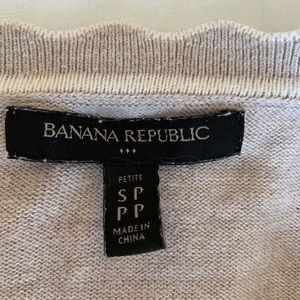 BANANA REPUBLIC
+++
PETITE
SP
PP
MADE IN
CHINA